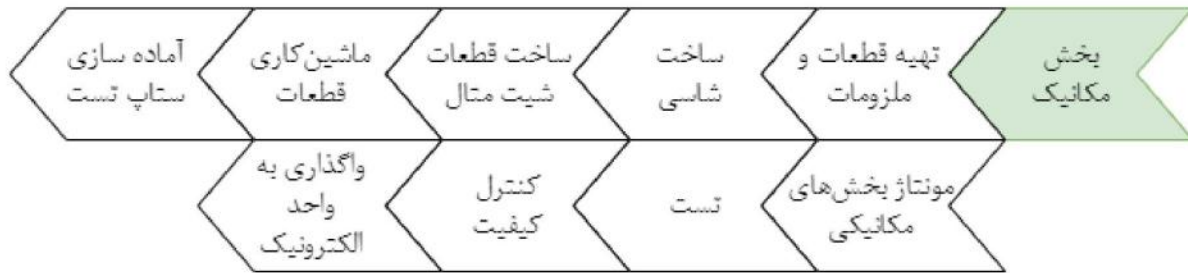 بخش
مکانیک
تهیه قطعات و
ملزومات
ساخت
شاسی
ساخت قطعات
شیت متال
ماشین‌کاری
قطعات
آماده سازی
ستاپ تست
مونتاژ بخش‌های
مکانیکی
تست
کنترل
کیفیت
واگذاری به
واحد
الکترونیک